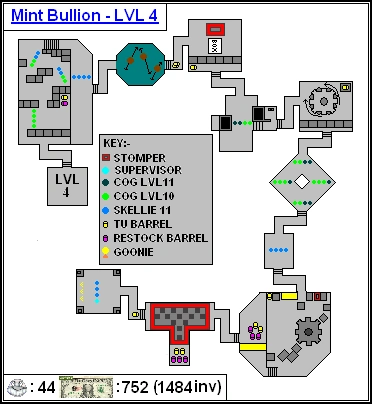 Mint Bullion - LVL 4
BOX
LVL
4
KEY:-
STOMPER
SUPERVISOR
COG LVL11
COG LVL10
SKELLIE 11
TU BARREL
RESTOCK BARREL
GOONIE
: 44 :752 (1484inv)